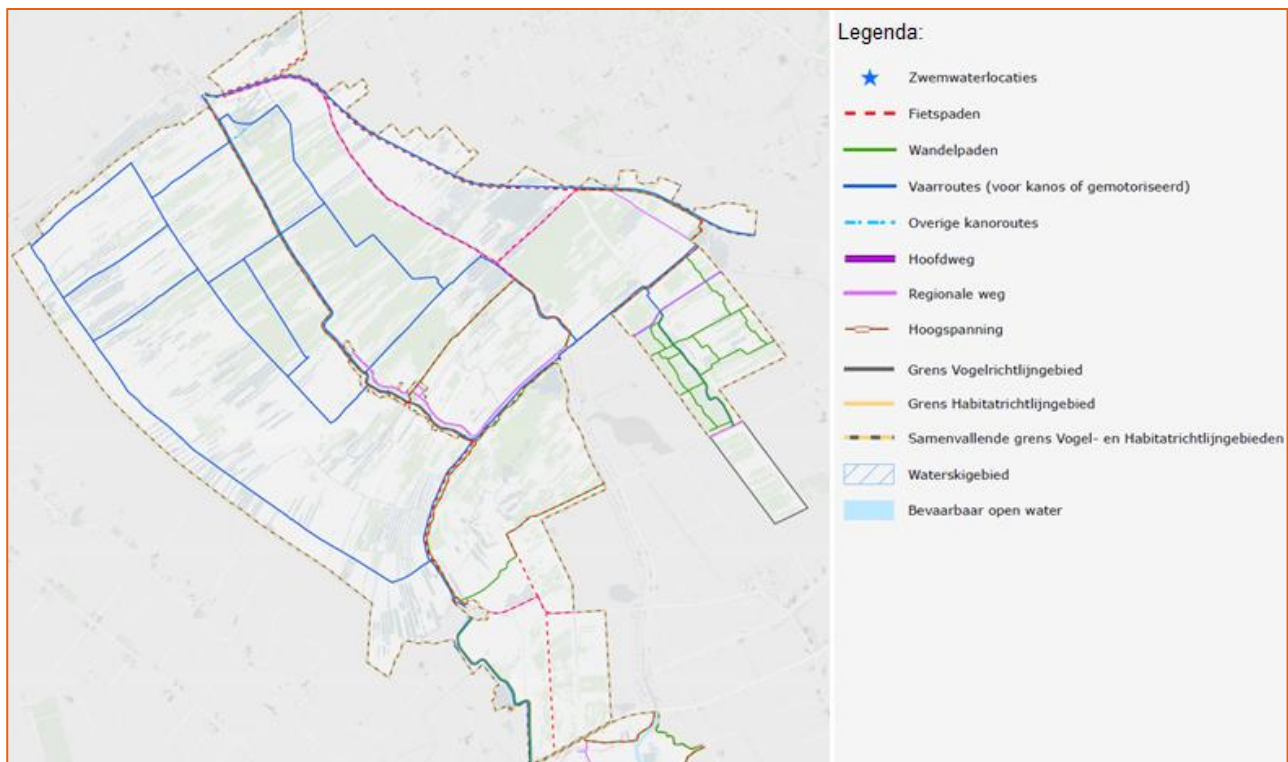 Legenda:
Zwemwaterlocaties
Fietspaden
Wandelpaden
Vaarroutes (voor kanos of gemotoriseerd)
Overige kanoroutes
Hoofdweg
Regionale weg
Hoogspanning
Grens Vogelrichtlijngebied
Grens Habitatrichtlijngebied
Samenvallende grens Vogel- en Habitatrichtlijngebieden
Waterskigebied
Bevaarbaar open water